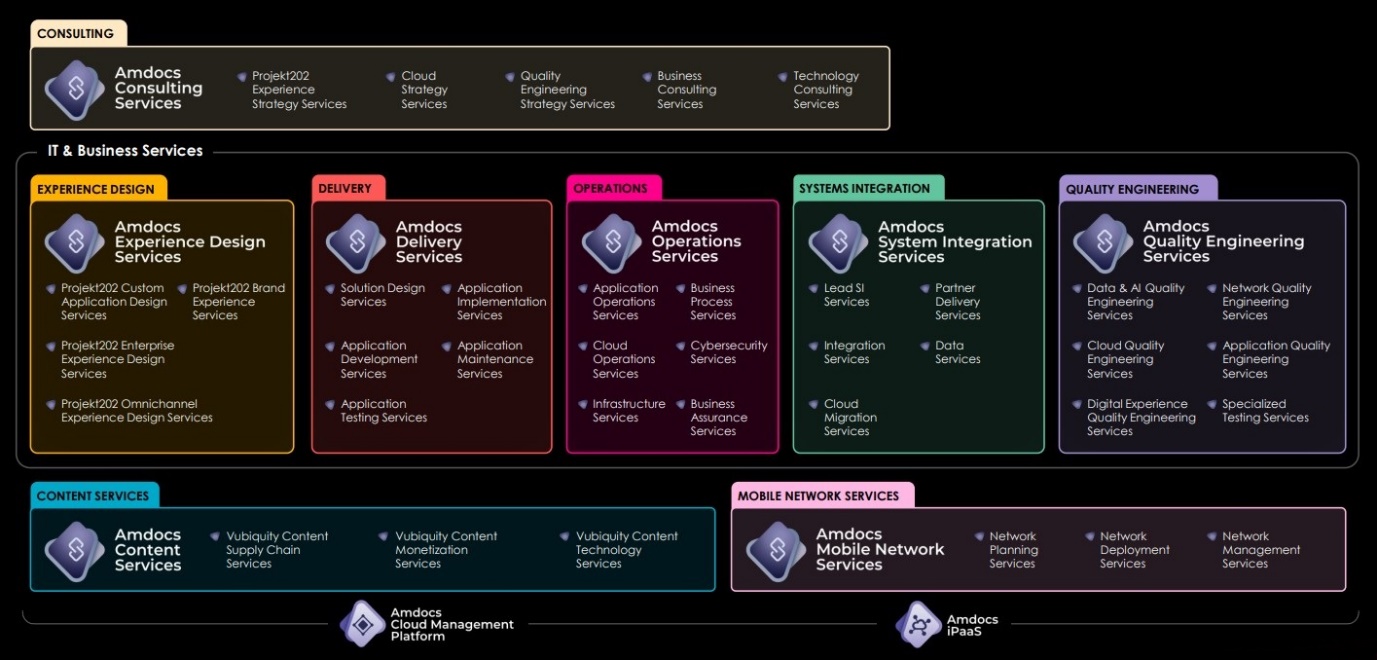 CONSULTING
Amdocs
Consulting
Services
Projekt202
Experience
Strategy Services
Cloud
Strategy
Services
Quality
Engineering
Strategy Services
Business
Consulting
Services
Technology
Consulting
Services
IT & Business Services
EXPERIENCE DESIGN
Amdocs
Experience Design
Services
Projekt202 Custom
Application Design
Services
Projekt202 Brand
Experience
Services
Projekt202 Enterprise
Experience Design
Services
Projekt202 Omnichannel
Experience Design Services
DELIVERY
Amdocs
Delivery
Services
Solution Design
Services
Application
Implementation
Services
Application
Development
Services
Application
Maintenance
Services
Application
Testing Services
OPERATIONS
Amdocs
Operations
Services
Application
Operations
Services
Business
Process
Services
Cloud
Operations
Services
Cybersecurity
Services
Infrastructure
Services
Business
Assurance
Services
SYSTEMS INTEGRATION
Amdocs
System Integration
Services
Lead SI
Services
Partner
Delivery
Services
Integration
Services
Data
Services
Cloud
Migration
Services
QUALITY ENGINEERING
Amdocs
Quality Engineering
Services
Data & AI Quality
Engineering
Services
Network Quality
Engineering
Services
Cloud Quality
Engineering
Services
Application Quality
Engineering
Services
Digital Experience
Quality Engineering
Services
Specialized
Testing Services
CONTENT SERVICES
Amdocs
Content
Services
Vubiquity Content
Supply Chain
Services
Vubiquity Content
Monetization
Services
Vubiquity Content
Technology
Services
MOBILE NETWORK SERVICES
Amdocs
Mobile Network
Services
Network
Planning
Services
Network
Deployment
Services
Network
Management
Services
Amdocs
Cloud Management
Platform
Amdocs
iPaaS